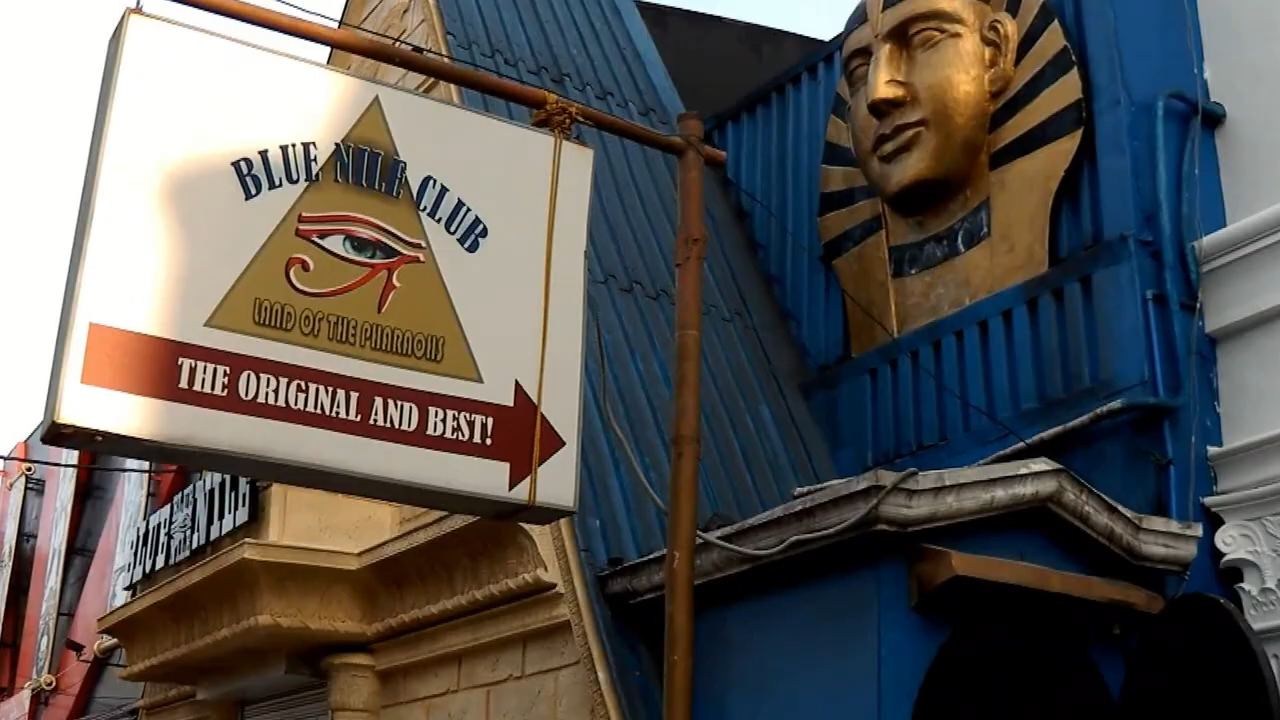 BLUE NILE CLUB
LAND OF THE PHARAOHS
THE ORIGINAL AND BEST!
BLUE NILE